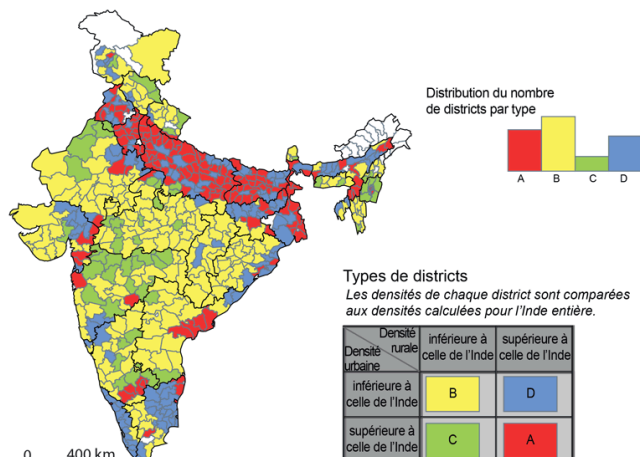 Distribution du nombre
de districts par type
A B C D
Types de districts
Les densités de chaque district sont comparées
aux densités calculées pour l'Inde entière.
Densité
rurale
Densité
urbaine
inférieure à
celle de l'Inde
supérieure à
celle de l'Inde
inférieure à
celle de l'Inde
B
D
supérieure à
celle de l'Inde
C
A
0 400 km